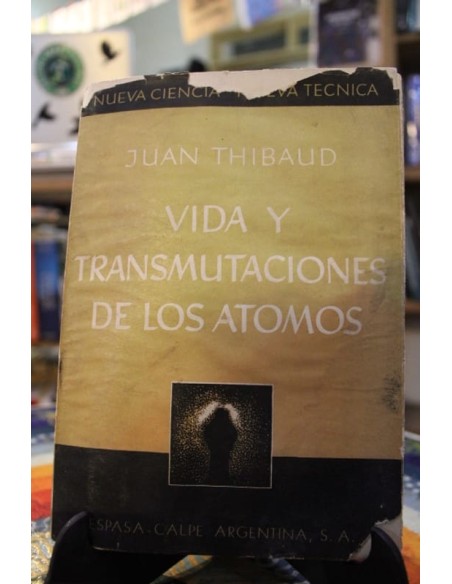 NUEVA CIENCIA NUEVA TECNICA
JUAN THIBAUD
VIDA Y
TRANSMUTACIONES
DE LOS ATOMOS
ESPASA-CALPE ARGENTINA, S. A.